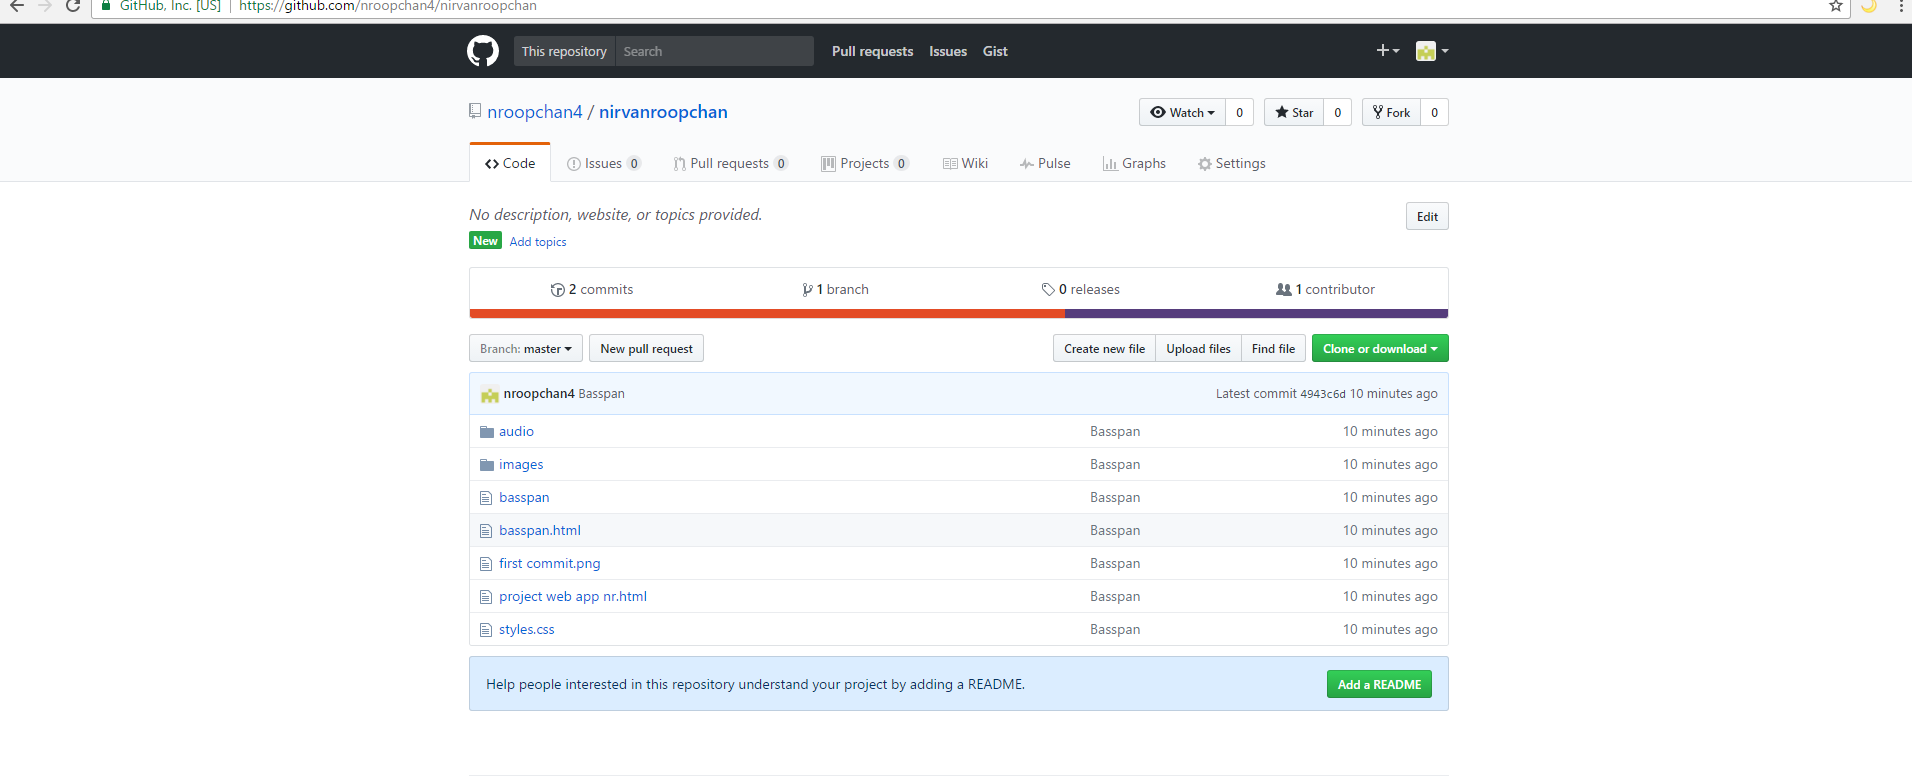 GitHub, Inc. [US] | https://github.com/nroopchan4/nirvanroopchan
This repository Search Pull requests Issues Gist
nroopchan4 / nirvanroopchan Watch 0 Star 0 Fork 0
Code Issues 0 Pull requests 0 Projects 0 Wiki Pulse Graphs Settings
No description, website, or topics provided. Edit
New Add topics
2 commits 1 branch 0 releases 1 contributor
Branch: master New pull request Create new file Upload files Find file Clone or download
nroopchan4 Basspan Latest commit 4943c6d 10 minutes ago
audio Basspan 10 minutes ago
images Basspan 10 minutes ago
basspan Basspan 10 minutes ago
basspan.html Basspan 10 minutes ago
first commit.png Basspan 10 minutes ago
project web app nr.html Basspan 10 minutes ago
styles.css Basspan 10 minutes ago
Help people interested in this repository understand your project by adding a README. Add a README